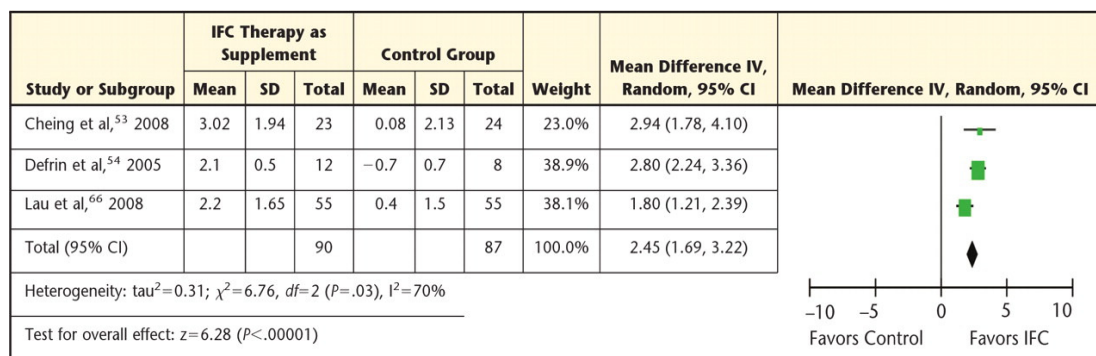 IFC Therapy as Supplement Control Group
Study or Subgroup Mean SD Total Mean SD Total Weight Mean Difference IV, Random, 95% CI Mean Difference IV, Random, 95% CI
Cheing et al,53 2008 3.02 1.94 23 0.08 2.13 24 23.0% 2.94 (1.78, 4.10)
Defrin et al,54 2005 2.1 0.5 12 −0.7 0.7 8 38.9% 2.80 (2.24, 3.36)
Lau et al,66 2008 2.2 1.65 55 0.4 1.5 55 38.1% 1.80 (1.21, 2.39)
Total (95% CI) 90 87 100.0% 2.45 (1.69, 3.22)
Heterogeneity: tau2=0.31; χ2=6.76, df=2 (P=.03), I2=70%
Test for overall effect: z=6.28 (P<.00001)
−10 −5 0 5 10
Favors Control Favors IFC